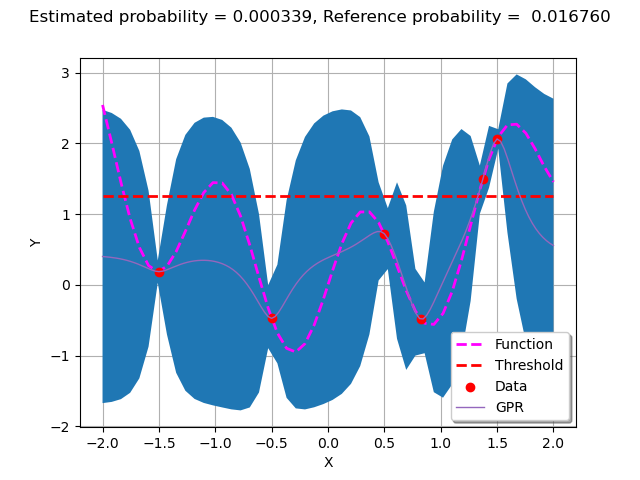 Estimated probability = 0.000339, Reference probability =  0.016760
3
2
1
0
−1
−2
Y
Function
Threshold
Data
GPR
−2.0 −1.5 −1.0 −0.5 0.0 0.5 1.0 1.5 2.0
X